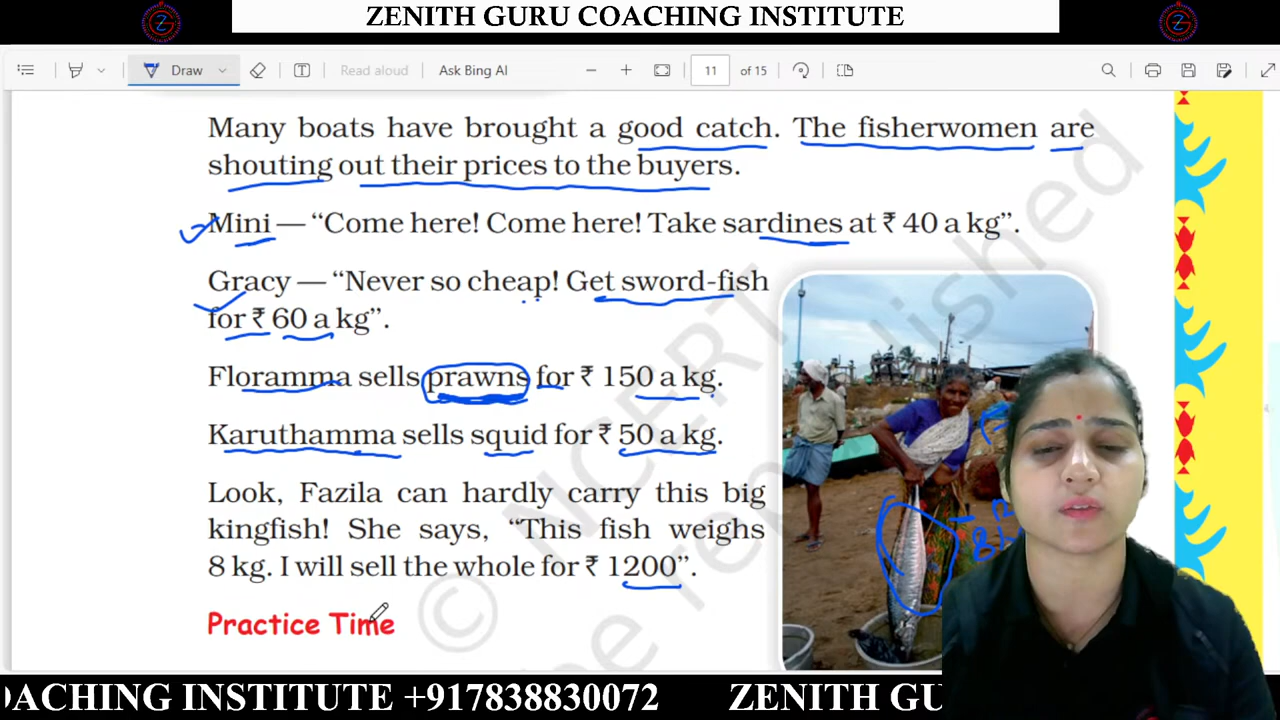 ZENITH GURU COACHING INSTITUTE
Draw
Read aloud
Ask Bing AI
11
of 15
Many boats have brought a good catch. The fisherwomen are
shouting out their prices to the buyers.
Mini — “Come here! Come here! Take sardines at ₹ 40 a kg”.
Gracy — “Never so cheap! Get sword-fish
for ₹ 60 a kg”.
Floramma sells prawns for ₹ 150 a kg.
Karuthamma sells squid for ₹ 50 a kg.
Look, Fazila can hardly carry this big
kingfish! She says, “This fish weighs
8 kg. I will sell the whole for ₹ 1200”.
Practice Time
© NCERT
be republished
OACHING INSTITUTE +917838830072 ZENITH GU